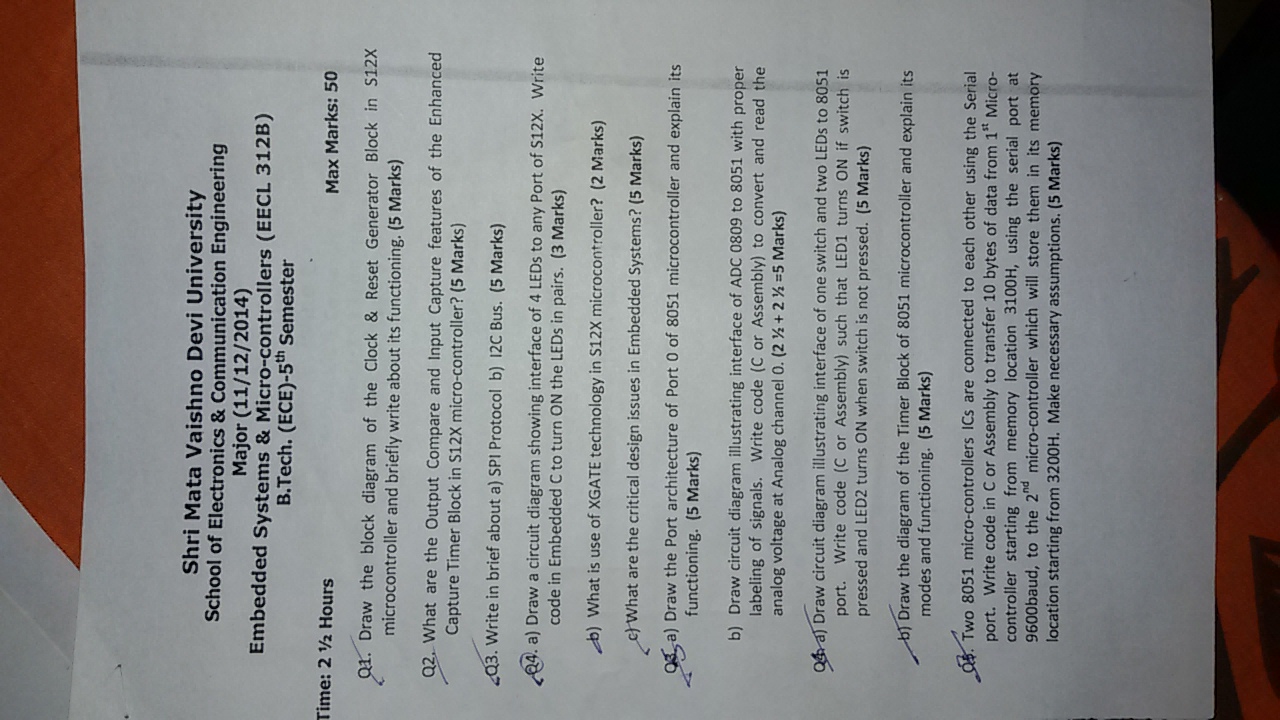 Shri Mata Vaishno Devi University
School of Electronics & Communication Engineering
Major (11/12/2014)
Embedded Systems & Micro-controllers (EECL 312B)
B.Tech. (ECE)-5th Semester
Time: 2 ½ Hours
Max Marks: 50
Q1. Draw the block diagram of the Clock & Reset Generator Block in S12X
microcontroller and briefly write about its functioning. (5 Marks)
Q2. What are the Output Compare and Input Capture features of the Enhanced
Capture Timer Block in S12X micro-controller? (5 Marks)
Q3. Write in brief about a) SPI Protocol b) I2C Bus. (5 Marks)
Q4. a) Draw a circuit diagram showing interface of 4 LEDs to any Port of S12X. Write
code in Embedded C to turn ON the LEDs in pairs. (3 Marks)
b) What is use of XGATE technology in S12X microcontroller? (2 Marks)
c) What are the critical design issues in Embedded Systems? (5 Marks)
a) Draw the Port architecture of Port 0 of 8051 microcontroller and explain its
functioning. (5 Marks)
b) Draw circuit diagram illustrating interface of ADC 0809 to 8051 with proper
labeling of signals. Write code (C or Assembly) to convert and read the
analog voltage at Analog channel 0. (2 ½ + 2 ½ =5 Marks)
a) Draw circuit diagram illustrating interface of one switch and two LEDs to 8051
port. Write code (C or Assembly) such that LED1 turns ON if switch is
pressed and LED2 turns ON when switch is not pressed. (5 Marks)
b) Draw the diagram of the Timer Block of 8051 microcontroller and explain its
modes and functioning. (5 Marks)
Two 8051 micro-controllers ICs are connected to each other using the Serial
port. Write code in C or Assembly to transfer 10 bytes of data from 1st Micro-
controller starting from memory location 3100H, using the serial port at
9600baud, to the 2nd micro-controller which will store them in its memory
location starting from 3200H. Make necessary assumptions. (5 Marks)